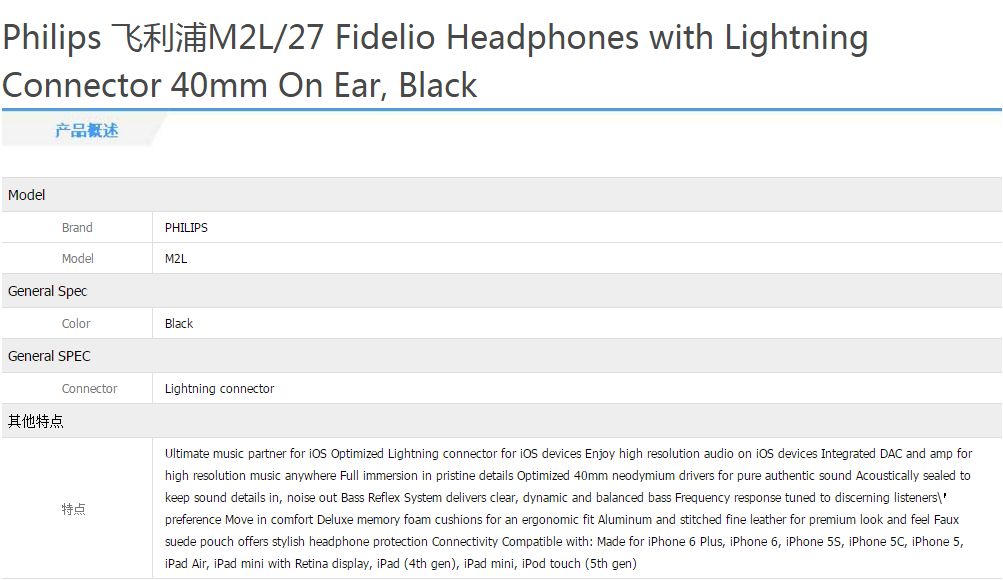 Philips 飞利浦M2L/27 Fidelio Headphones with Lightning
Connector 40mm On Ear, Black
产品概述
Model
Brand PHILIPS
Model M2L
General Spec
Color Black
General SPEC
Connector Lightning connector
其他特点
特点
Ultimate music partner for iOS Optimized Lightning connector for iOS devices Enjoy high resolution audio on iOS devices Integrated DAC and amp for
high resolution music anywhere Full immersion in pristine details Optimized 40mm neodymium drivers for pure authentic sound Acoustically sealed to
keep sound details in, noise out Bass Reflex System delivers clear, dynamic and balanced bass Frequency response tuned to discerning listeners\'
preference Move in comfort Deluxe memory foam cushions for an ergonomic fit Aluminum and stitched fine leather for premium look and feel Faux
suede pouch offers stylish headphone protection Connectivity Compatible with: Made for iPhone 6 Plus, iPhone 6, iPhone 5S, iPhone 5C, iPhone 5,
iPad Air, iPad mini with Retina display, iPad (4th gen), iPad mini, iPod touch (5th gen)